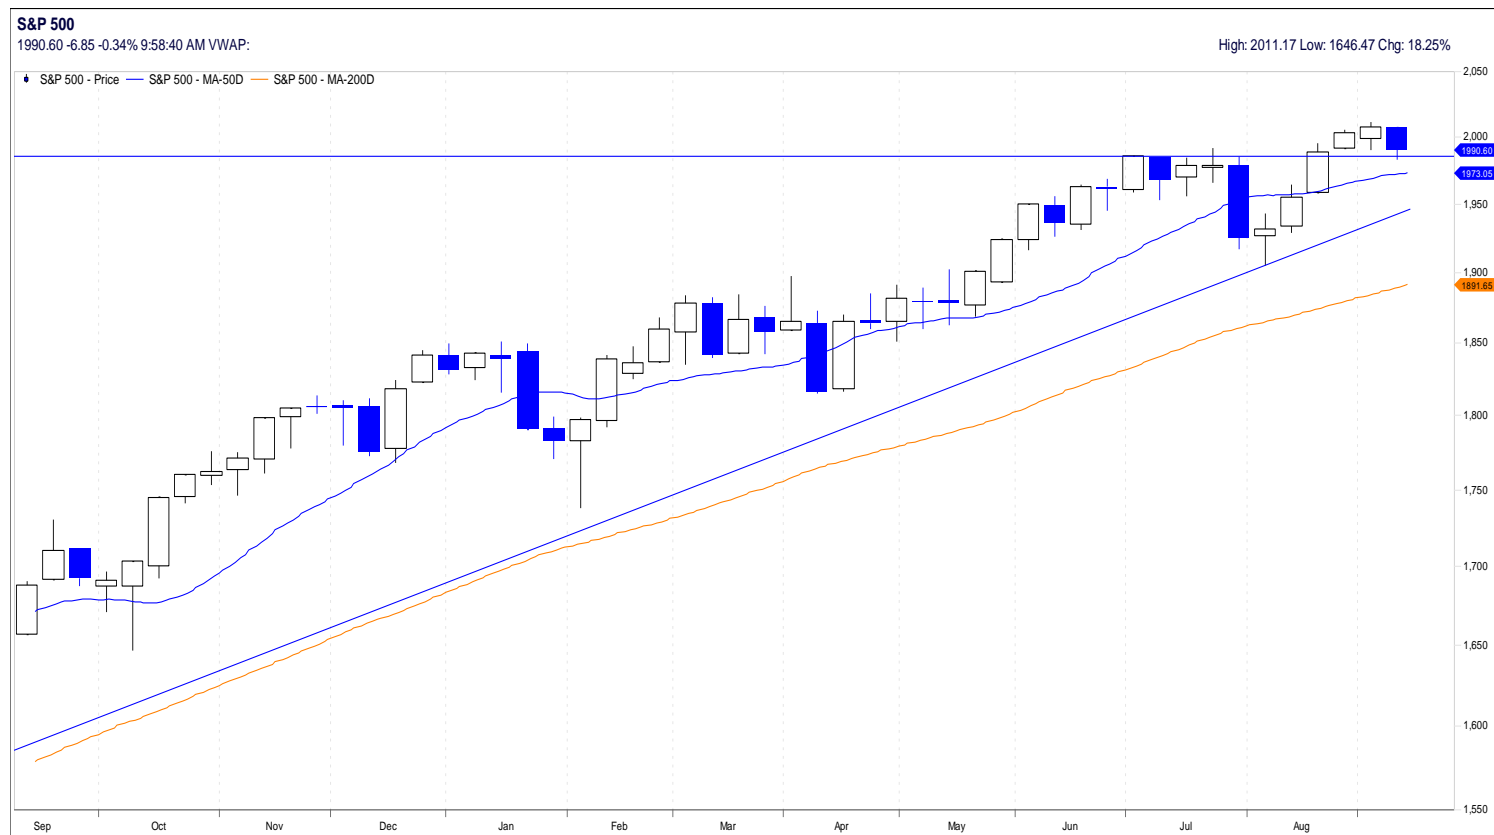 S&P 500
1990.60 -6.85 -0.34% 9:58:40 AM VWAP:
High: 2011.17 Low: 1646.47 Chg: 18.25%
S&P 500 - Price S&P 500 - MA-50D S&P 500 - MA-200D
2,050
2,000
1990.60
1973.05
1,950
1,900
1891.65
1,850
1,800
1,750
1,700
1,650
1,600
1,550
Sep Oct Nov Dec Jan Feb Mar Apr May Jun Jul Aug